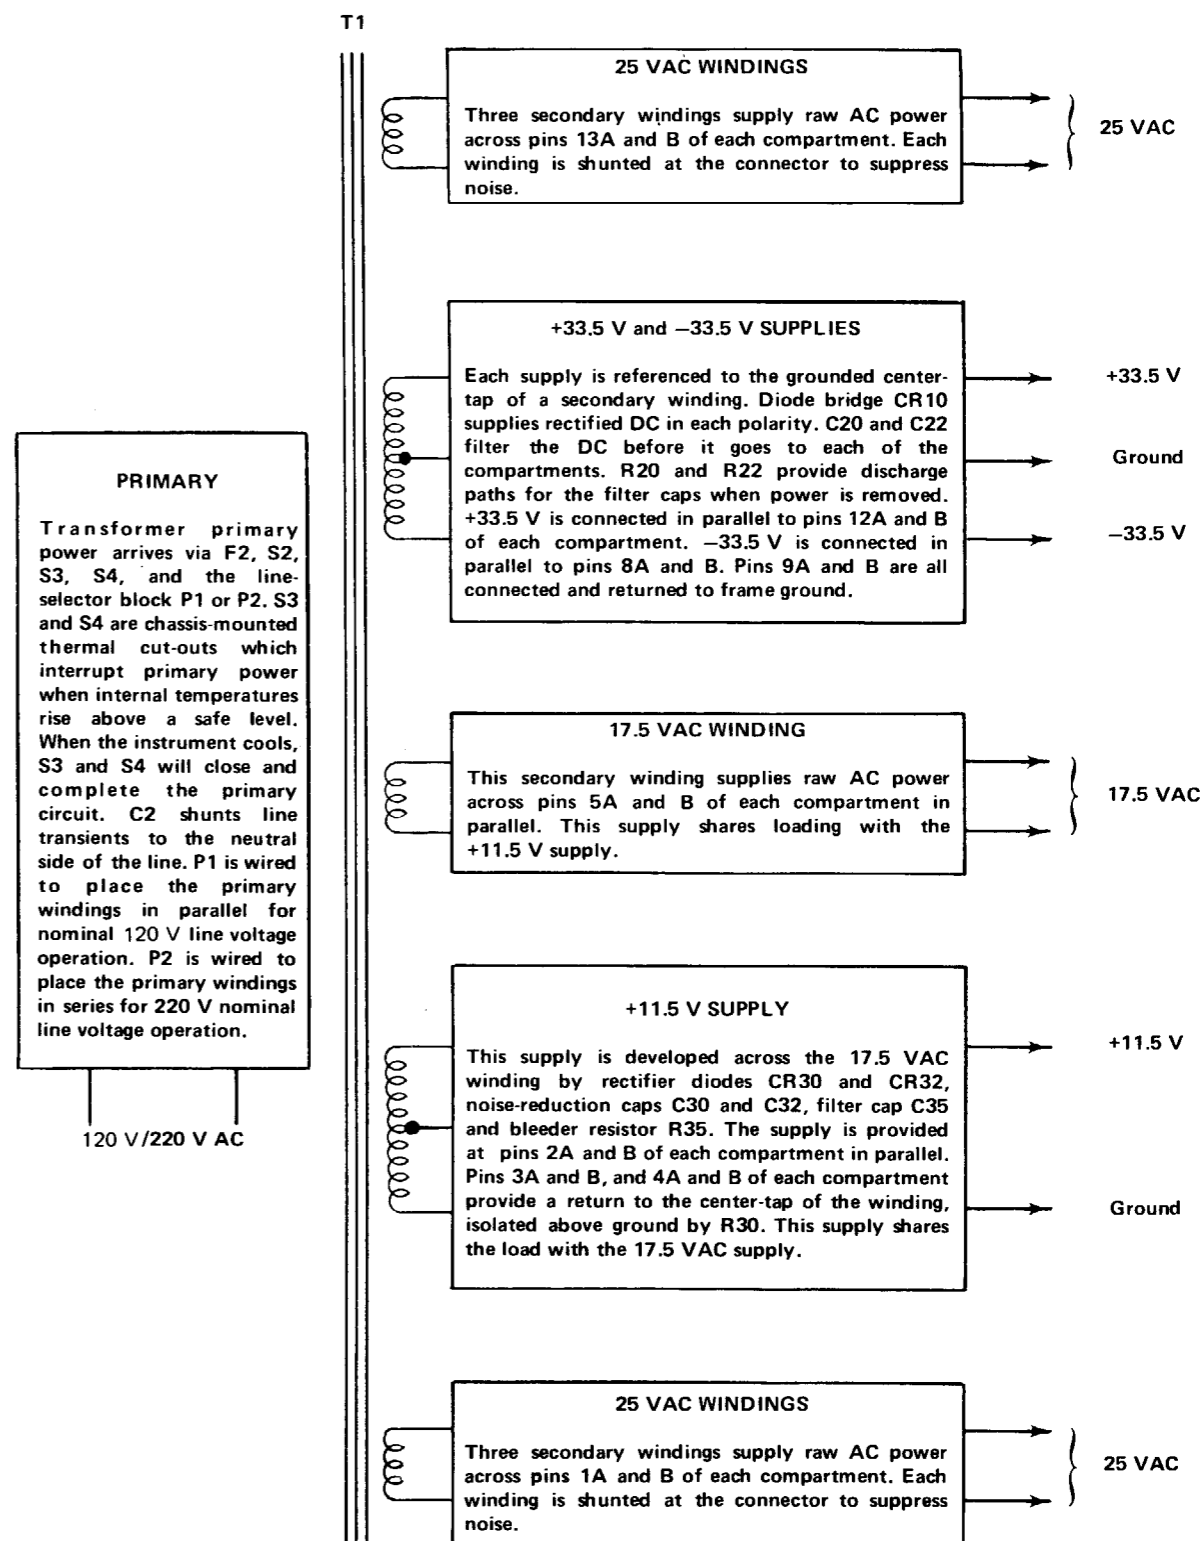 T1
25 VAC WINDINGS
Three secondary windings supply raw AC power
across pins 13A and B of each compartment. Each
winding is shunted at the connector to suppress
noise.
25 VAC
+33.5 V and −33.5 V SUPPLIES
Each supply is referenced to the grounded center-
tap of a secondary winding. Diode bridge CR10
supplies rectified DC in each polarity. C20 and C22
filter the DC before it goes to each of the
compartments. R20 and R22 provide discharge
paths for the filter caps when power is removed.
+33.5 V is connected in parallel to pins 12A and B
of each compartment. −33.5 V is connected in
parallel to pins 8A and B. Pins 9A and B are all
connected and returned to frame ground.
+33.5 V
Ground
−33.5 V
PRIMARY
Transformer primary
power arrives via F2, S2,
S3, S4, and the line-
selector block P1 or P2. S3
and S4 are chassis-mounted
thermal cut-outs which
interrupt primary power
when internal temperatures
rise above a safe level.
When the instrument cools,
S3 and S4 will close and
complete the primary
circuit. C2 shunts line
transients to the neutral
side of the line. P1 is wired
to place the primary
windings in parallel for
nominal 120 V line voltage
operation. P2 is wired to
place the primary windings
in series for 220 V nominal
line voltage operation.
120 V/220 V AC
17.5 VAC WINDING
This secondary winding supplies raw AC power
across pins 5A and B of each compartment in
parallel. This supply shares loading with the
+11.5 V supply.
17.5 VAC
+11.5 V SUPPLY
This supply is developed across the 17.5 VAC
winding by rectifier diodes CR30 and CR32,
noise-reduction caps C30 and C32, filter cap C35
and bleeder resistor R35. The supply is provided
at pins 2A and B of each compartment in parallel.
Pins 3A and B, and 4A and B of each compartment
provide a return to the center-tap of the winding,
isolated above ground by R30. This supply shares
the load with the 17.5 VAC supply.
+11.5 V
Ground
25 VAC WINDINGS
Three secondary windings supply raw AC power
across pins 1A and B of each compartment. Each
winding is shunted at the connector to suppress
noise.
25 VAC